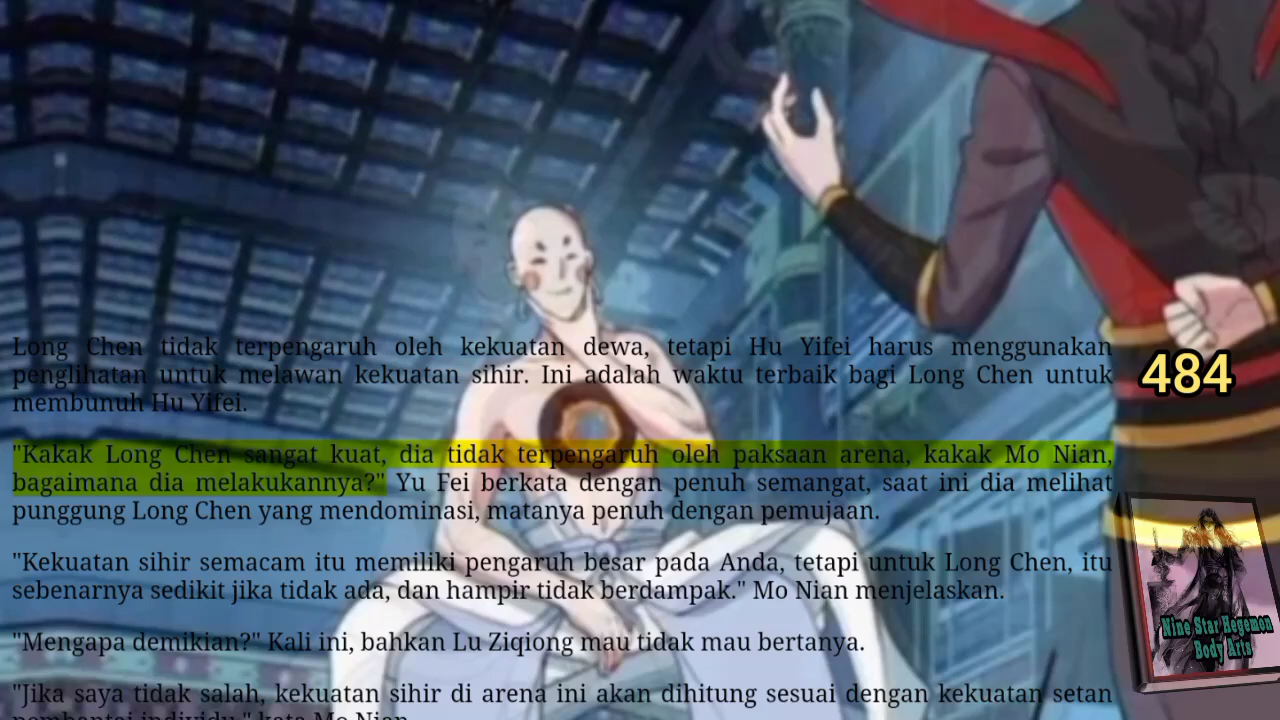 Long Chen tidak terpengaruh oleh kekuatan dewa, tetapi Hu Yifei harus menggunakan
penglihatan untuk melawan kekuatan sihir. Ini adalah waktu terbaik bagi Long Chen untuk
membunuh Hu Yifei.
"Kakak Long Chen sangat kuat, dia tidak terpengaruh oleh paksaan arena, kakak Mo Nian,
bagaimana dia melakukannya?" Yu Fei berkata dengan penuh semangat, saat ini dia melihat
punggung Long Chen yang mendominasi, matanya penuh dengan pemujaan.
"Kekuatan sihir semacam itu memiliki pengaruh besar pada Anda, tetapi untuk Long Chen, itu
sebenarnya sedikit jika tidak ada, dan hampir tidak berdampak." Mo Nian menjelaskan.
"Mengapa demikian?" Kali ini, bahkan Lu Ziqiong mau tidak mau bertanya.
"Jika saya tidak salah, kekuatan sihir di arena ini akan dihitung sesuai dengan kekuatan setan
pembantai individu," kata Mo Nian.
484
Nine Star Hegemon
Body Arts